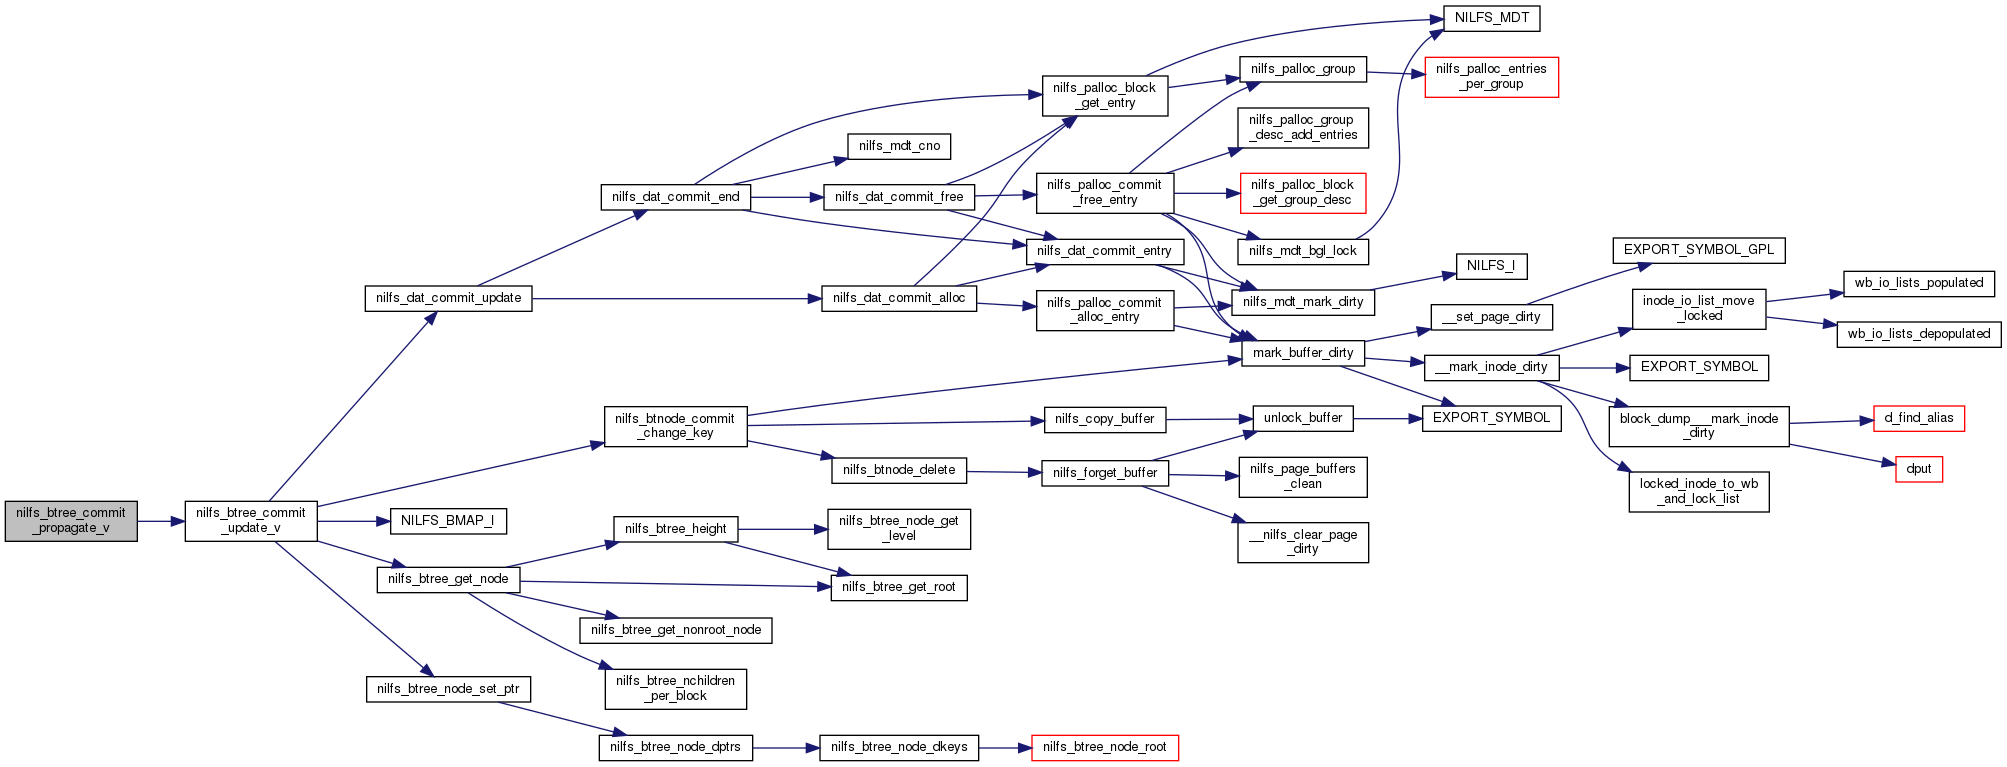 nilfs_btree_commit
_propagate_v
nilfs_btree_commit
_update_v
nilfs_dat_commit_update
NILFS_BMAP_I
nilfs_btree_get_node
nilfs_btree_node_set_ptr
nilfs_dat_commit_end
nilfs_btnode_commit
_change_key
nilfs_btree_height
nilfs_btree_get_nonroot_node
nilfs_btree_nchildren
_per_block
nilfs_btree_node_dptrs
nilfs_mdt_cno
nilfs_dat_commit_free
nilfs_dat_commit_alloc
nilfs_btnode_delete
nilfs_btree_node_get
_level
nilfs_btree_get_root
nilfs_btree_node_dkeys
nilfs_palloc_block
_get_entry
nilfs_palloc_commit
_free_entry
nilfs_dat_commit_entry
nilfs_palloc_commit
_alloc_entry
nilfs_copy_buffer
nilfs_forget_buffer
nilfs_btree_node_root
nilfs_palloc_group
nilfs_palloc_group
_desc_add_entries
nilfs_palloc_block
_get_group_desc
nilfs_mdt_bgl_lock
nilfs_mdt_mark_dirty
mark_buffer_dirty
unlock_buffer
nilfs_page_buffers
_clean
__nilfs_clear_page
_dirty
NILFS_MDT
nilfs_palloc_entries
_per_group
NILFS_I
__set_page_dirty
__mark_inode_dirty
EXPORT_SYMBOL
EXPORT_SYMBOL_GPL
inode_io_list_move
_locked
EXPORT_SYMBOL
block_dump___mark_inode
_dirty
locked_inode_to_wb
_and_lock_list
wb_io_lists_populated
wb_io_lists_depopulated
d_find_alias
dput